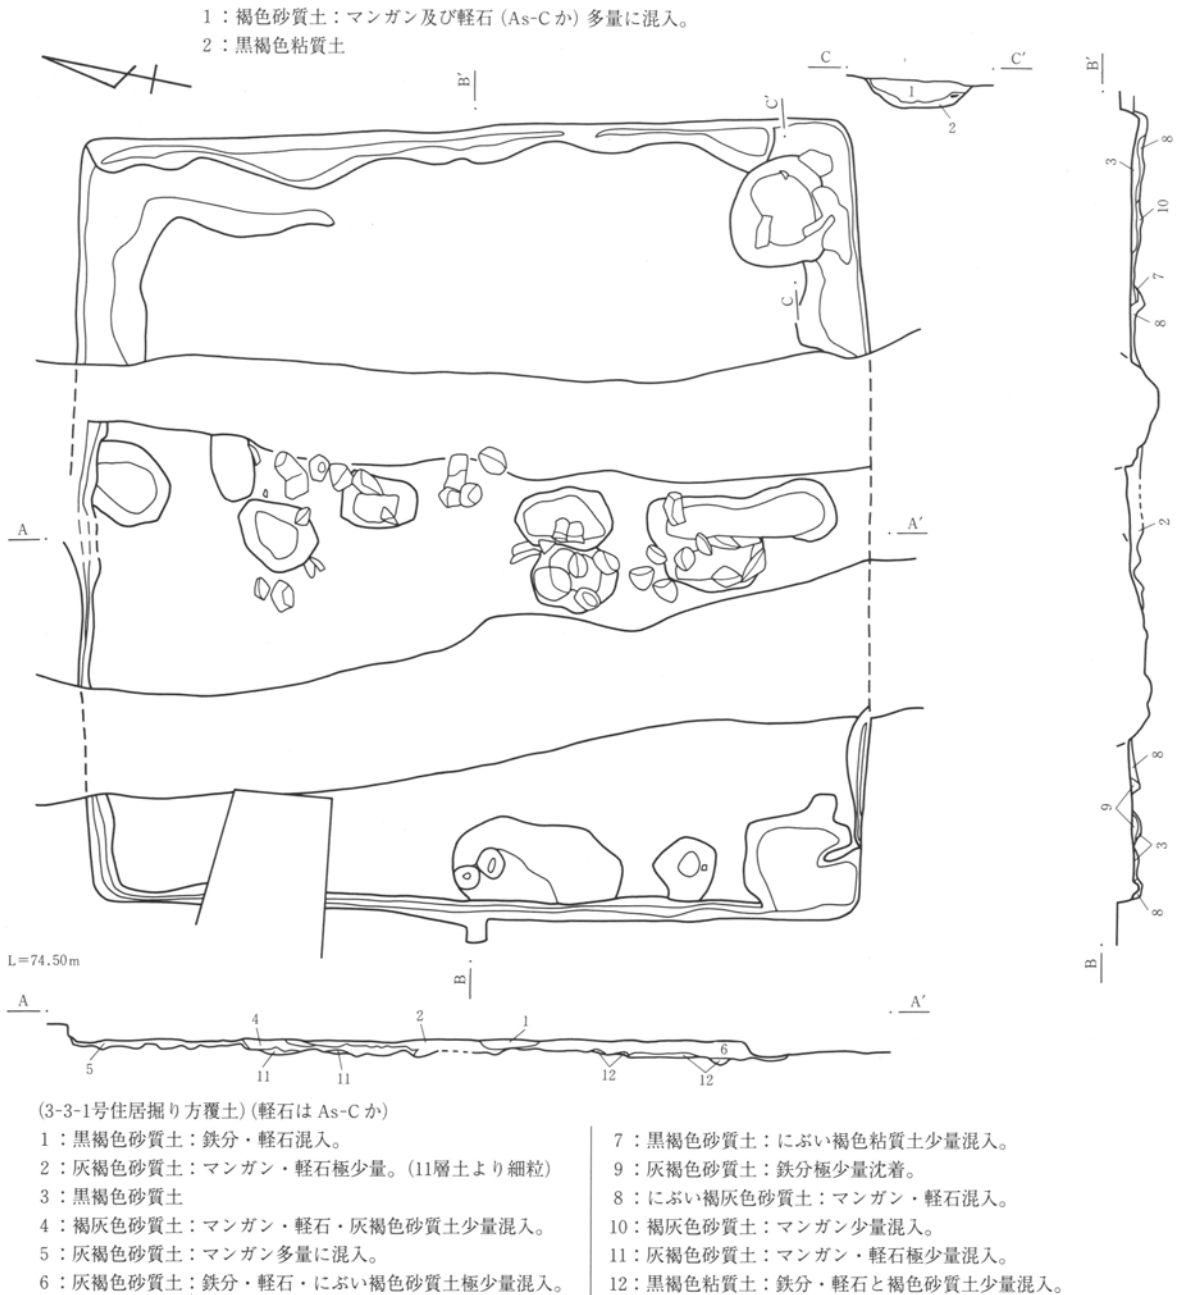 1：褐色砂質土：マンガン及び軽石（As-Cか）多量に混入。
2：黒褐色粘質土
B′
C C′
B′
1
2
C′
8
3
10
7
C
8
A A′
2
8
9
3
8
B
B
L=74.50m
A A′
4 2 1
6
5 11 11 12 12
(3-3-1号住居掘り方覆土)（軽石はAs-Cか）
1：黒褐色砂質土：鉄分・軽石混入。
2：灰褐色砂質土：マンガン・軽石極少量。（11層土より細粒）
3：黒褐色砂質土
4：褐灰色砂質土：マンガン・軽石・灰褐色砂質土少量混入。
5：灰褐色砂質土：マンガン多量に混入。
6：灰褐色砂質土：鉄分・軽石・にぶい褐色砂質土極少量混入。
7：黒褐色砂質土：にぶい褐色粘質土少量混入。
9：灰褐色砂質土：鉄分極少量沈着。
8：にぶい褐灰色砂質土：マンガン・軽石混入。
10：褐灰色砂質土：マンガン少量混入。
11：灰褐色砂質土：マンガン・軽石極少量混入。
12：黒褐色粘質土：鉄分・軽石と褐色砂質土少量混入。